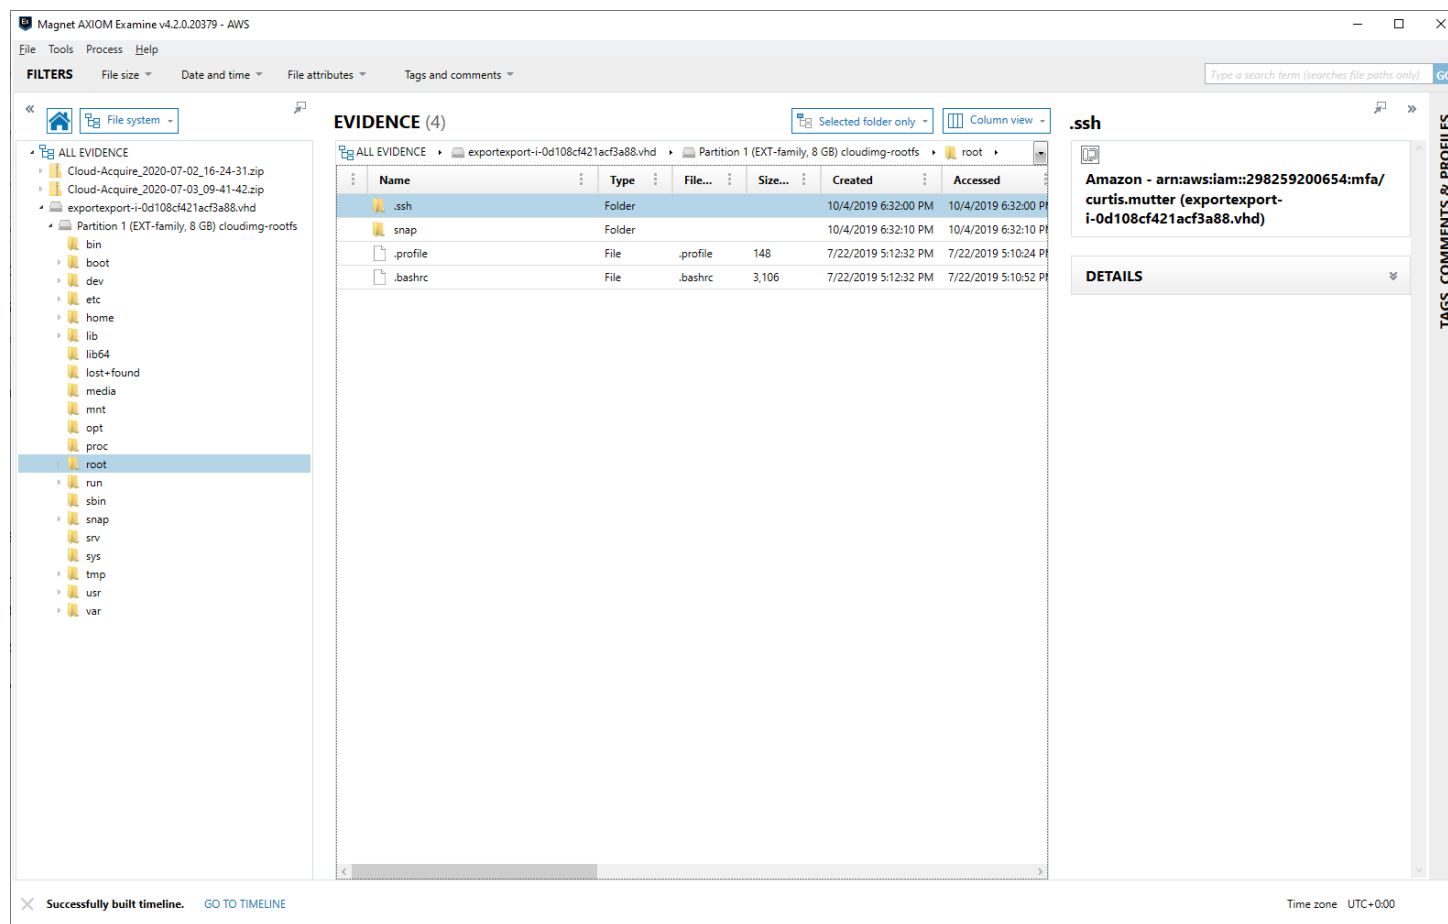 Magnet AXIOM Examine v4.2.0.20379 - AWS
File Tools Process Help
FILTERS File size Date and time File attributes Tags and comments Type a search term (searches file paths only) GO
File system
ALL EVIDENCE
Cloud-Acquire_2020-07-02_16-24-31.zip
Cloud-Acquire_2020-07-03_09-41-42.zip
exportexport-i-0d108cf421acf3a88.vhd
Partition 1 (EXT-family, 8 GB) cloudimg-rootfs
bin
boot
dev
etc
home
lib
lib64
lost+found
media
mnt
opt
proc
root
run
sbin
snap
srv
sys
tmp
usr
var
EVIDENCE (4) Selected folder only Column view
ALL EVIDENCE exportexport-i-0d108cf421acf3a88.vhd Partition 1 (EXT-family, 8 GB) cloudimg-rootfs root
Name Type File... Size... Created Accessed
.ssh Folder 10/4/2019 6:32:00 PM 10/4/2019 6:32:00 PM
snap Folder 10/4/2019 6:32:10 PM 10/4/2019 6:32:10 PM
.profile File .profile 148 7/22/2019 5:12:32 PM 7/22/2019 5:10:24 PM
.bashrc File .bashrc 3,106 7/22/2019 5:12:32 PM 7/22/2019 5:10:52 PM
.ssh
Amazon - arn:aws:iam::298259200654:mfa/
curtis.mutter (exportexport-
i-0d108cf421acf3a88.vhd)
DETAILS
TAGS, COMMENTS & PROFILES
Successfully built timeline. GO TO TIMELINE
Time zone UTC+0:00